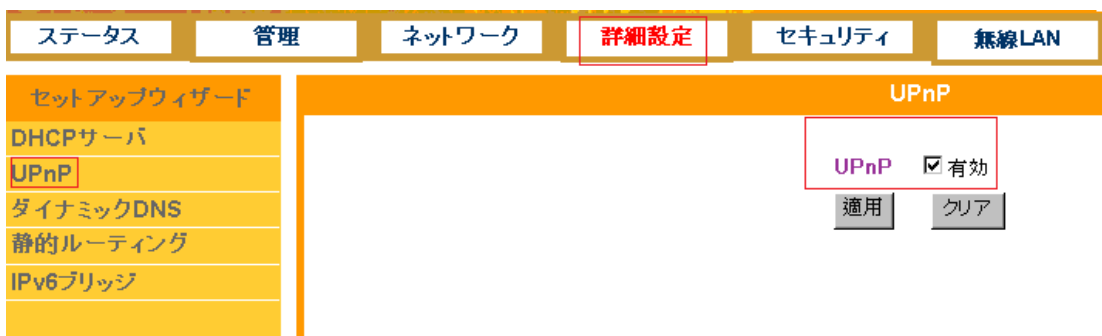 ステータス 管理 ネットワーク 詳細設定 セキュリティ 無線LAN
セットアップウィザード
DHCPサーバ
UPnP
ダイナミックDNS
静的ルーティング
IPv6ブリッジ
UPnP
UPnP 有効
適用 クリア